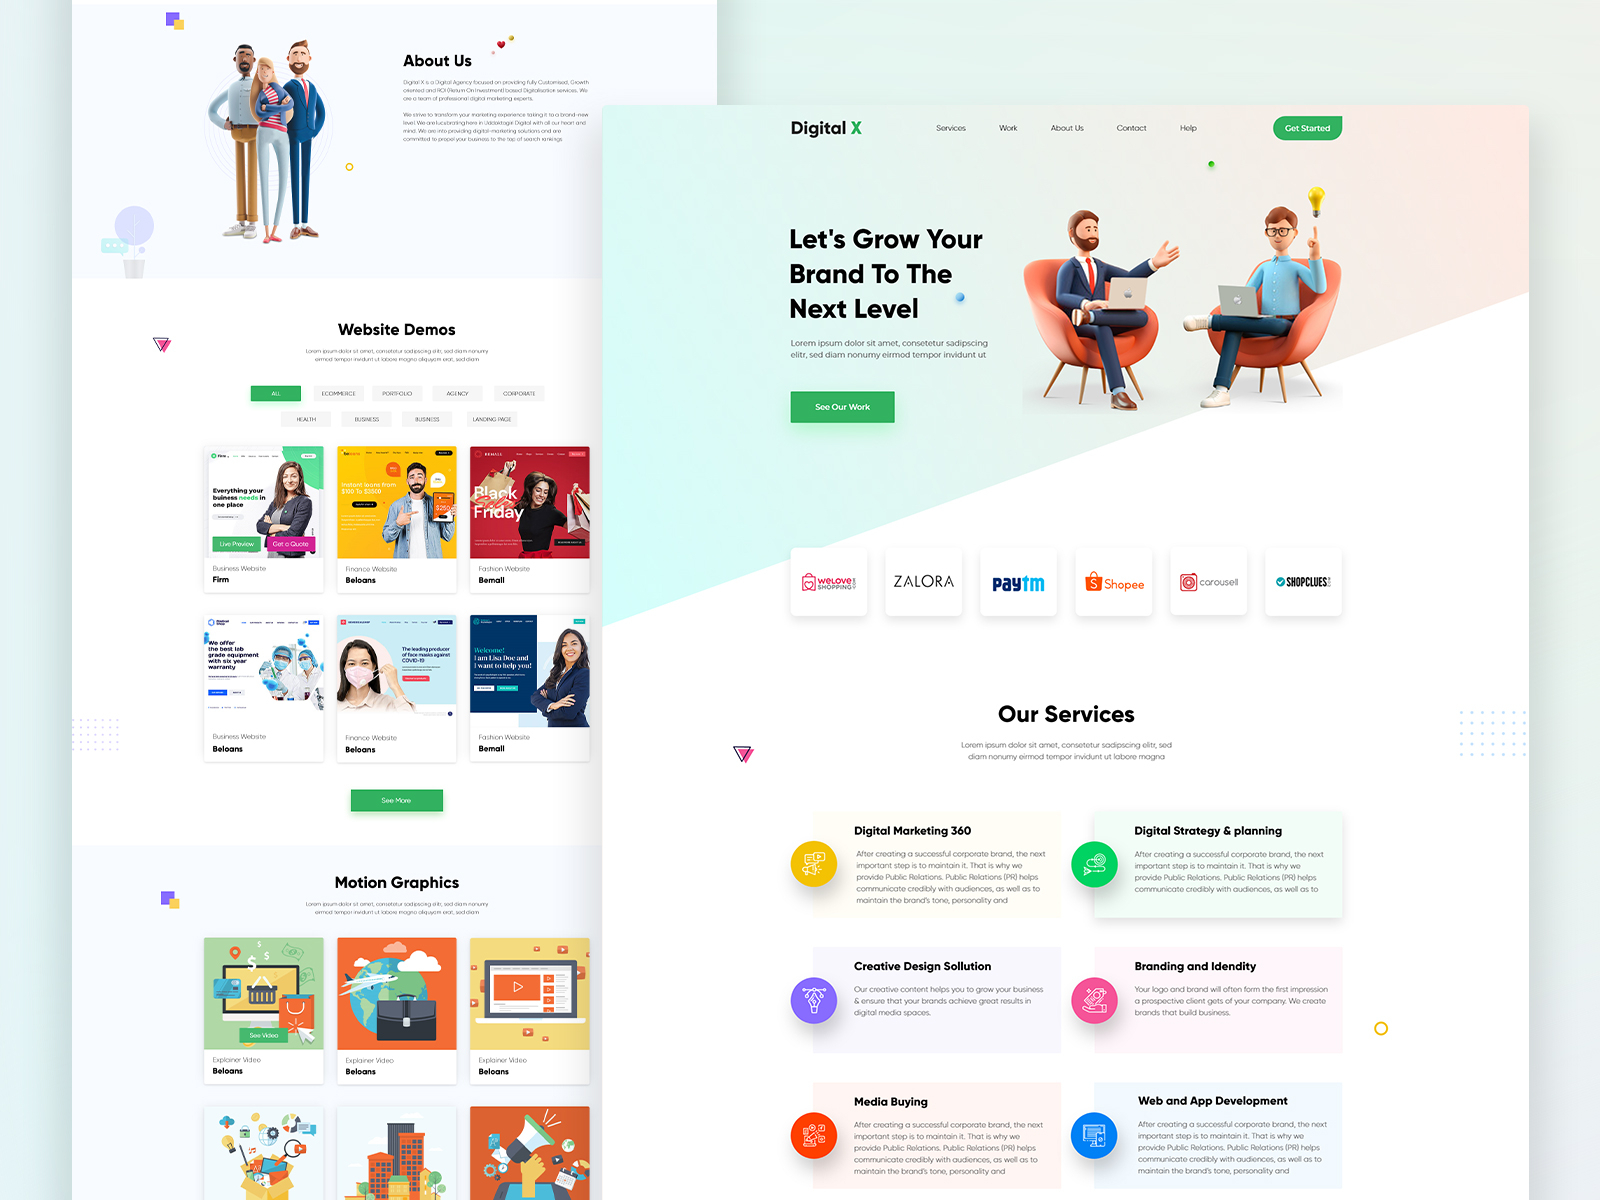 About Us
Digital X is a Digital Agency focused on providing fully Customised, Growth
oriented and ROI (Return On Investment) based Digitalisation services. We
are a team of professional digital marketing experts.
We strive to transform your marketing experience taking it to a brand-new
level. We are lucubrating here in Uddoktagiri Digital with all our heart and
mind. We are into providing digital-marketing solutions and are
committed to propel your business to the top of search rankings
Website Demos
Lorem ipsum dolor sit amet, consetetur sadipscing elitr, sed diam nonumy
eirmod tempor invidunt ut labore magna aliquyam erat, sed diam
ALL
ECOMMERCE
PORTFOLIO
AGENCY
CORPORATE
HEALTH
BUSINESS
BUSINESS
LANDING PAGE
Firm
Everything your
buiness needs in
one place
Live Preview
Get a Quote
Business Website
Firm
Instant loans from
$100 To $3500
$250
Finance Website
Beloans
BEMALL
Black
Friday
Fashion Website
Bemall
We offer
the best lab
grade equipment
with six year
warranty
Business Website
Beloans
The leading producer
of face masks against
COVID-19
Finance Website
Beloans
Welcome!
I am Lisa Doe and
I want to help you!
Fashion Website
Bemall
See More
Motion Graphics
Lorem ipsum dolor sit amet, consetetur sadipscing elitr, sed diam nonumy
eirmod tempor invidunt ut labore magna aliquyam erat, sed diam
See Video
Explainer Video
Beloans
Explainer Video
Beloans
Explainer Video
Beloans
Digital X
Services
Work
About Us
Contact
Help
Get Started
Let's Grow Your
Brand To The
Next Level
Lorem ipsum dolor sit amet, consetetur sadipscing
elitr, sed diam nonumy eirmod tempor invidunt ut
See Our Work
WELOVE
SHOPPING
ZALORA
paytm
Shopee
carousell
SHOPCLUES
Our Services
Lorem ipsum dolor sit amet, consetetur sadipscing elitr, sed
diam nonumy eirmod tempor invidunt ut labore magna
Digital Marketing 360
After creating a successful corporate brand, the next
important step is to maintain it. That is why we
provide Public Relations. Public Relations (PR) helps
communicate credibly with audiences, as well as to
maintain the brand's tone, personality and
Digital Strategy & planning
After creating a successful corporate brand, the next
important step is to maintain it. That is why we
provide Public Relations. Public Relations (PR) helps
communicate credibly with audiences, as well as to
Creative Design Sollution
Our creative content helps you to grow your business
& ensure that your brands achieve great results in
digital media spaces.
Branding and Idendity
Your logo and brand will often form the first impression
a prospective client gets of your company. We create
brands that build business.
Media Buying
After creating a successful corporate brand, the next
important step is to maintain it. That is why we
provide Public Relations. Public Relations (PR) helps
communicate credibly with audiences, as well as to
maintain the brand's tone, personality and
Web and App Development
After creating a successful corporate brand, the next
important step is to maintain it. That is why we
provide Public Relations. Public Relations (PR) helps
communicate credibly with audiences, as well as to
maintain the brand's tone, personality and